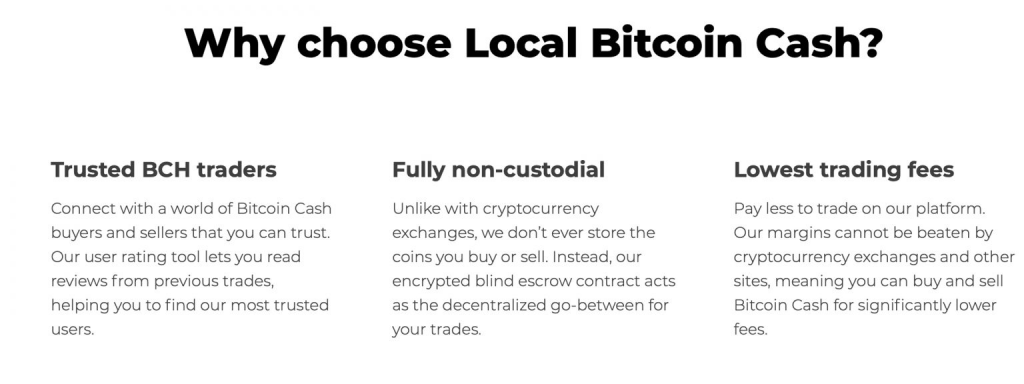 Why choose Local Bitcoin Cash?
Trusted BCH traders
Connect with a world of Bitcoin Cash
buyers and sellers that you can trust.
Our user rating tool lets you read
reviews from previous trades,
helping you to find our most trusted
users.
Fully non-custodial
Unlike with cryptocurrency
exchanges, we don't ever store the
coins you buy or sell. Instead, our
encrypted blind escrow contract acts
as the decentralized go-between for
your trades.
Lowest trading fees
Pay less to trade on our platform.
Our margins cannot be beaten by
cryptocurrency exchanges and other
sites, meaning you can buy and sell
Bitcoin Cash for significantly lower
fees.